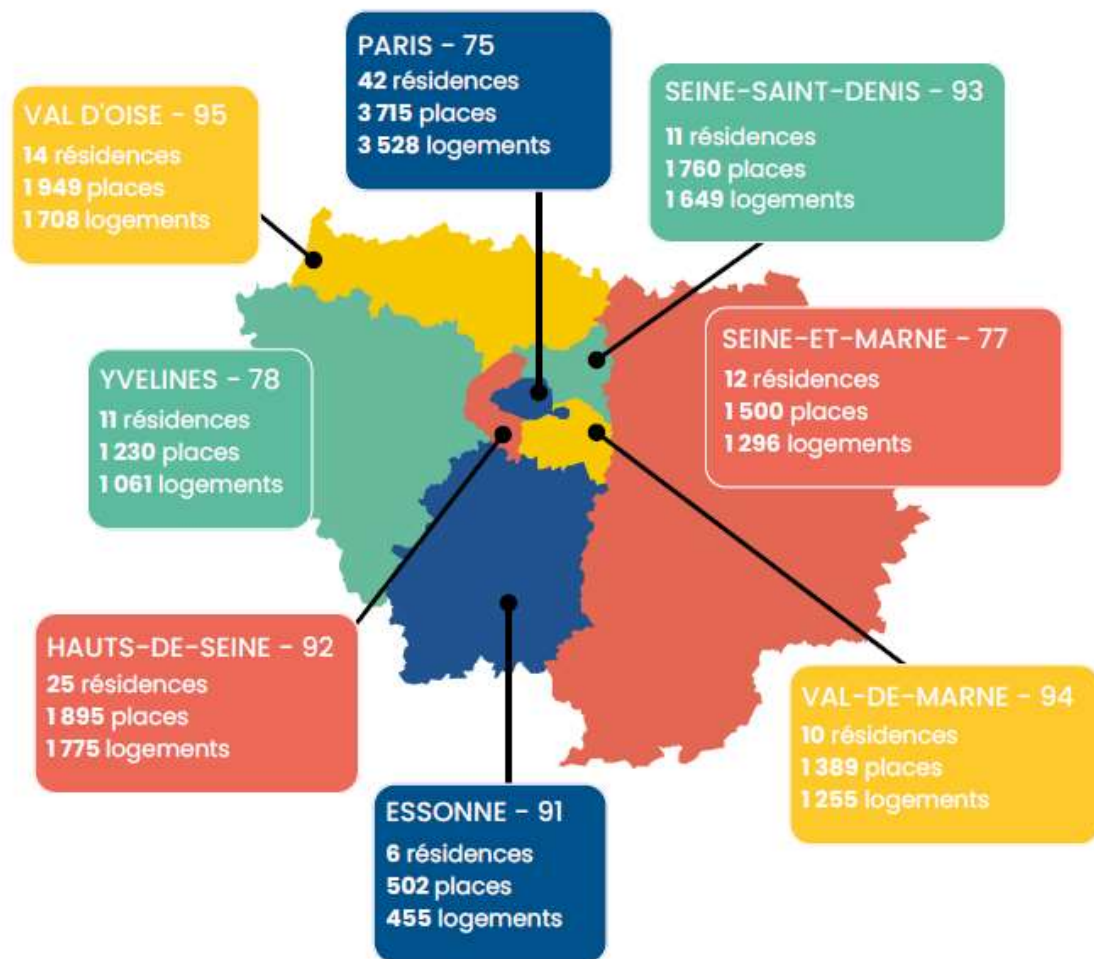 PARIS - 75
42 résidences
3 715 places
3 528 logements
SEINE-SAINT-DENIS - 93
11 résidences
1 760 places
1 649 logements
VAL D'OISE - 95
14 résidences
1 949 places
1 708 logements
SEINE-ET-MARNE - 77
12 résidences
1 500 places
1 296 logements
YVELINES - 78
11 résidences
1 230 places
1 061 logements
HAUTS-DE-SEINE - 92
25 résidences
1 895 places
1 775 logements
VAL-DE-MARNE - 94
10 résidences
1 389 places
1 255 logements
ESSONNE - 91
6 résidences
502 places
455 logements